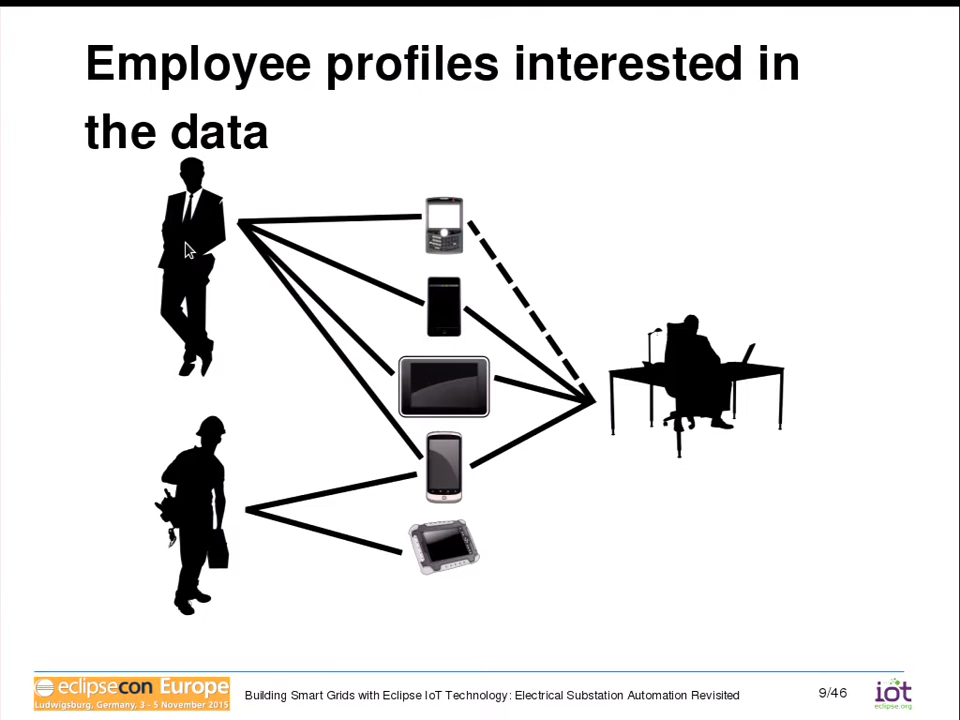 Employee profiles interested in
the data
eclipsecon Europe
Ludwigsburg, Germany, 3 - 5 November 2015
Building Smart Grids with Eclipse IoT Technology: Electrical Substation Automation Revisited
9/46
iot
eclipse.org